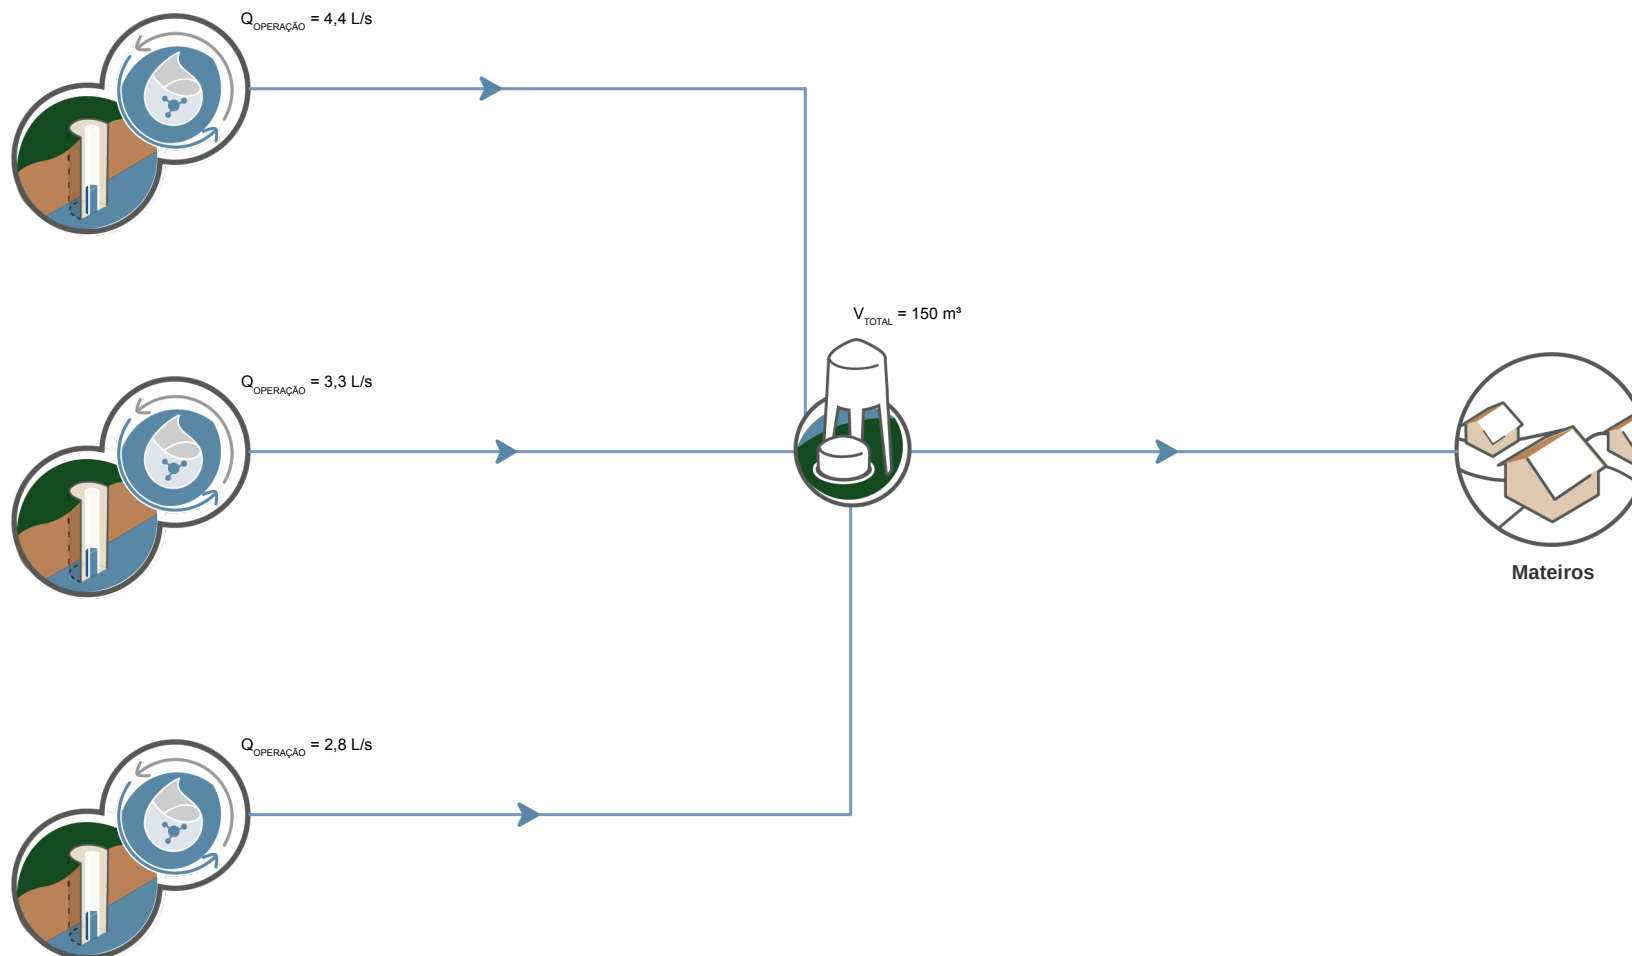 Q_OPERAÇÃO = 4,4 L/s
V_TOTAL = 150 m³
Q_OPERAÇÃO = 3,3 L/s
Mateiros
Q_OPERAÇÃO = 2,8 L/s